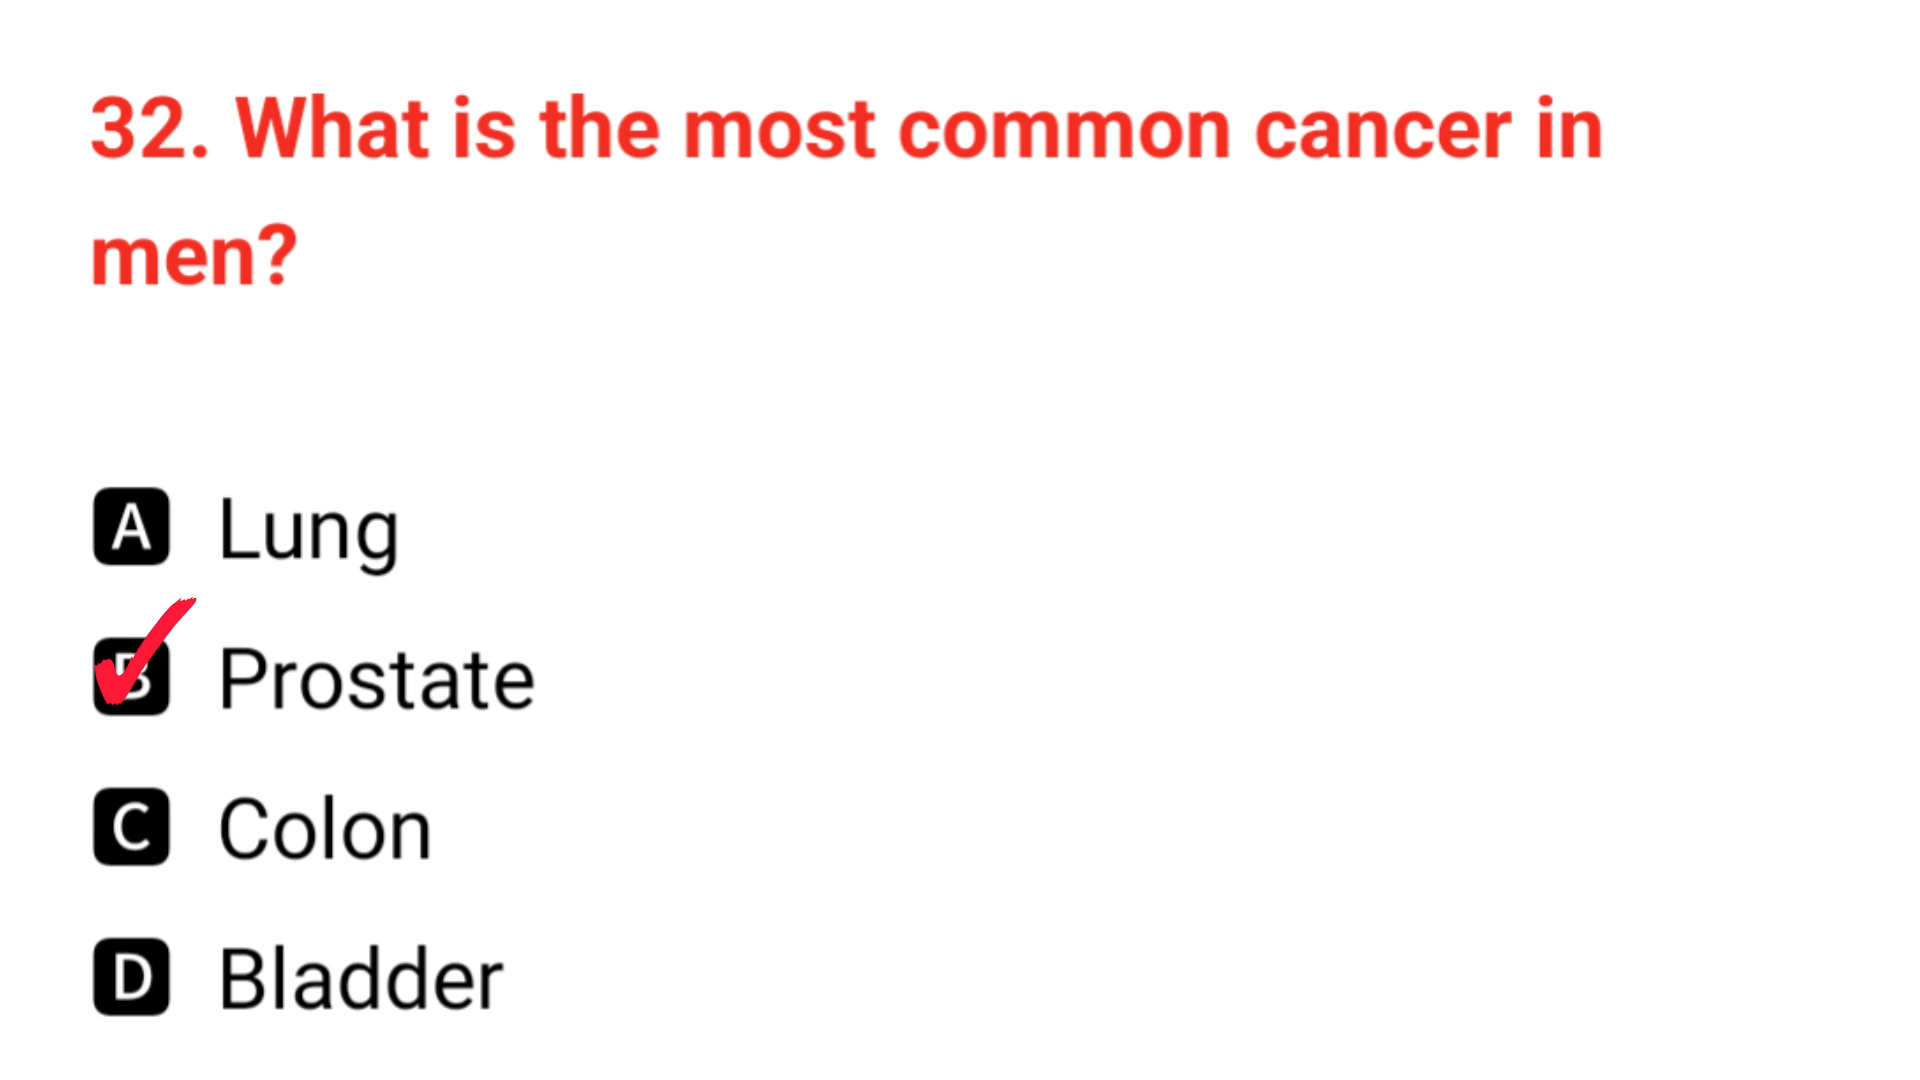 32. What is the most common cancer in
men?
A Lung
B Prostate
C Colon
D Bladder